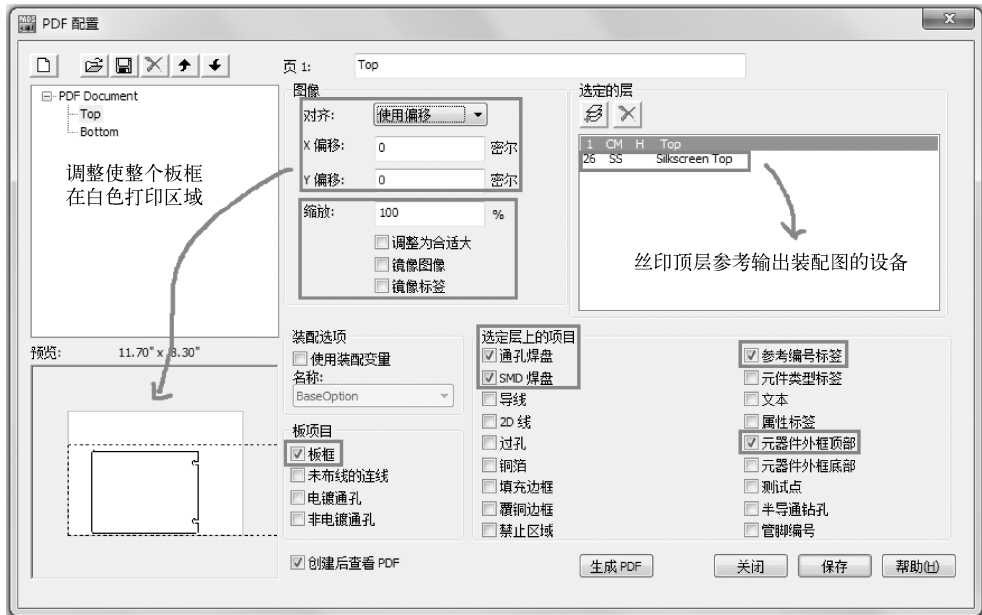 PDF 配置
页 1:
Top
PDF Document
Top
Bottom
调整使整个板框
在白色打印区域
图像
对齐:
使用偏移
X 偏移:
0
密尔
Y 偏移:
0
密尔
缩放:
100
%
调整为合适大
镜像图像
镜像标签
选定的层
1 CM H Top
26 SS Silkscreen Top
丝印顶层参考输出装配图的设备
预览:
11.70" x 8.30"
装配选项
使用装配变量
名称:
BaseOption
板项目
板框
未布线的连线
电镀通孔
非电镀通孔
选定层上的项目
通孔焊盘
SMD 焊盘
导线
2D 线
过孔
铜箔
填充边框
覆铜边框
禁止区域
参考编号标签
元件类型标签
文本
属性标签
元器件外框顶部
元器件外框底部
测试点
半导通钻孔
管脚编号
创建后查看 PDF
生成 PDF
关闭
保存
帮助(H)